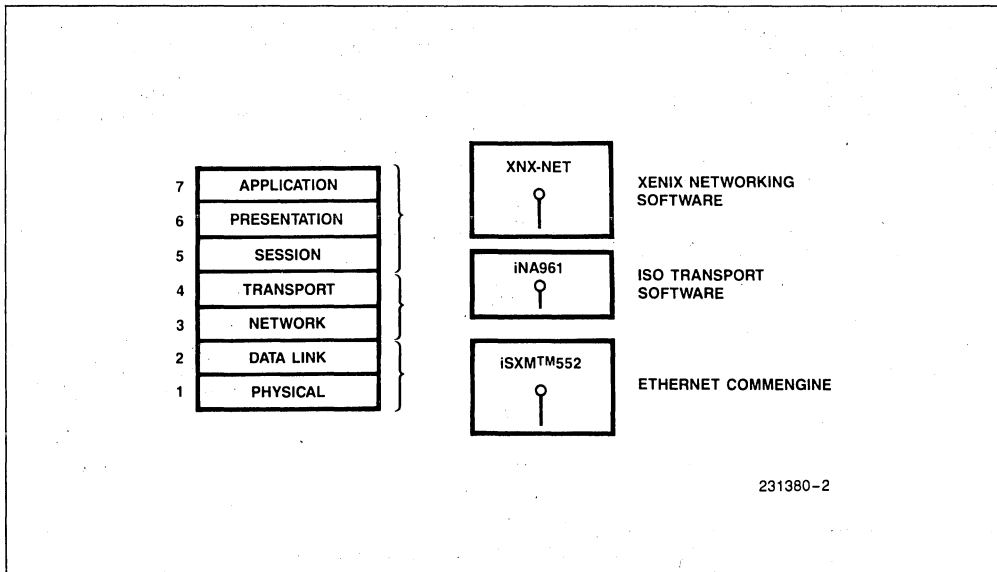 7 APPLICATION
6 PRESENTATION
5 SESSION
4 TRANSPORT
3 NETWORK
2 DATA LINK
1 PHYSICAL
XNX-NET
XENIX NETWORKING
SOFTWARE
iNA961
ISO TRANSPORT
SOFTWARE
iSXM™552
ETHERNET COMMENGINE
231380-2